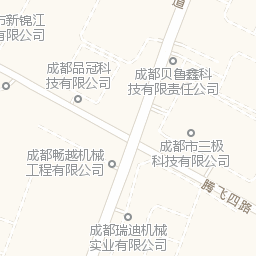 市新锦江
有限公司
道
成都品冠科
技有限公司
成都贝鲁鑫科
技有限责任公司
成都市三极
科技有限公司
成都畅越机械
工程有限公司
腾飞四路
成都瑞迪机械
实业有限公司